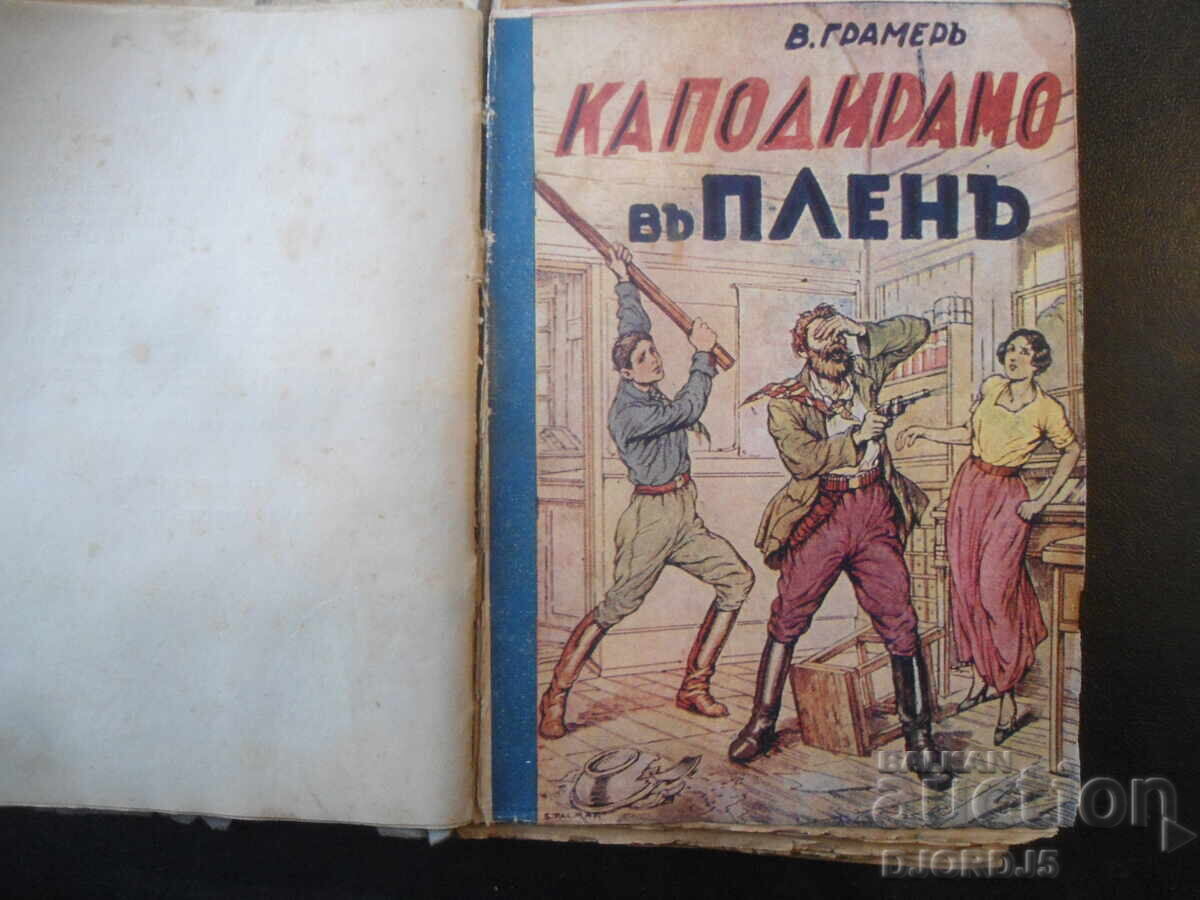 В. ГРАМЕРЪ
КАПОДИРАМО
ВЪ ПЛЕНЪ
BALKAN
auction
DJORDJ5